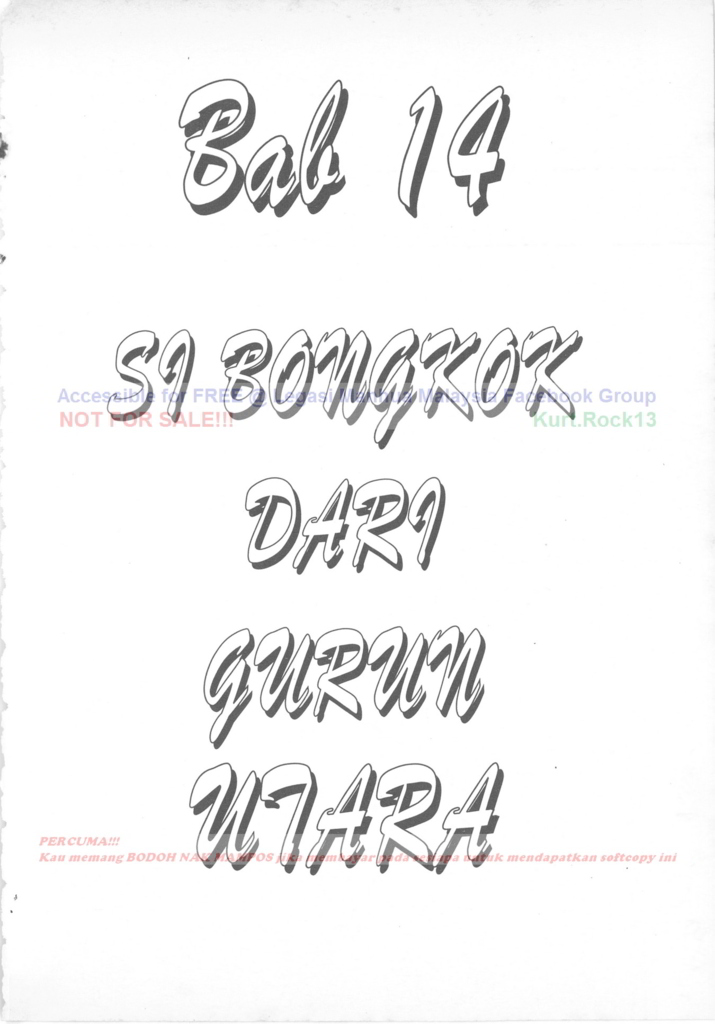 Bab 14
SI BONGKOK
Accessible for FREE @ Legasi Manhua Malaysia Facebook Group
NOT FOR SALE!!!
Kurt.Rock13
DARI
GURUN
UTARA
PERCUMA!!!
Kau memang BODOH NAK MAMPOS jika membayar pada sesiapa untuk mendapatkan softcopy ini